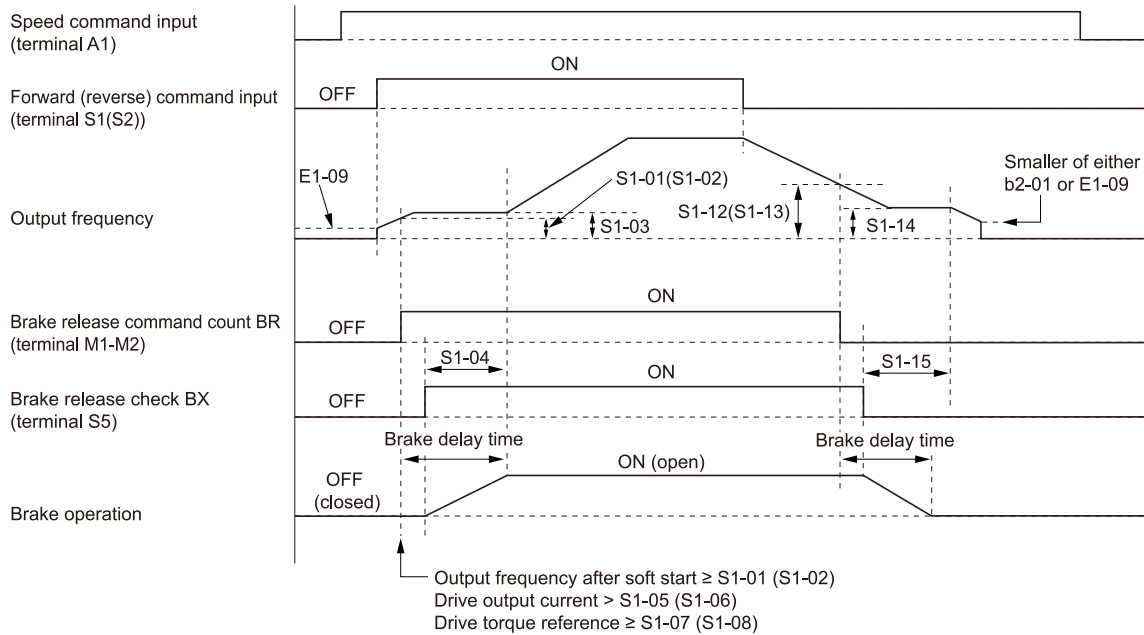 Speed command input
(terminal A1)
ON
OFF
Forward (reverse) command input
(terminal S1(S2))
E1-09
S1-01(S1-02)
Smaller of either
b2-01 or E1-09
S1-12(S1-13)
Output frequency
S1-03
S1-14
ON
Brake release command count BR
OFF
(terminal M1-M2)
S1-04
S1-15
ON
Brake release check BX
OFF
(terminal S5)
Brake delay time
Brake delay time
ON (open)
OFF
(closed)
Brake operation
Output frequency after soft start ≥ S1-01 (S1-02)
Drive output current > S1-05 (S1-06)
Drive torque reference ≥ S1-07 (S1-08)